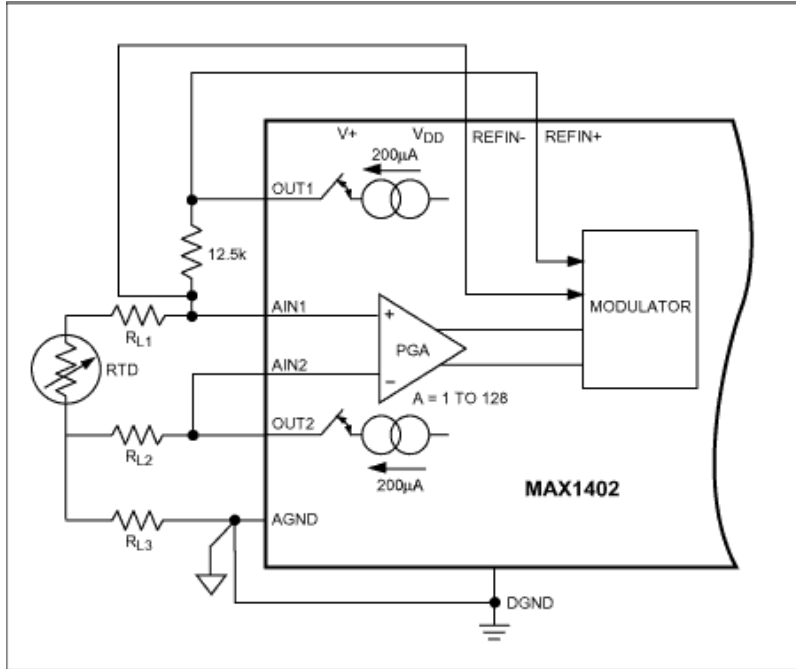 V+ VDD REFIN- REFIN+
200µA
OUT1
12.5k
AIN1
RL1
MODULATOR
RTD
PGA
AIN2
A = 1 TO 128
OUT2
RL2
200µA
MAX1402
AGND
RL3
DGND